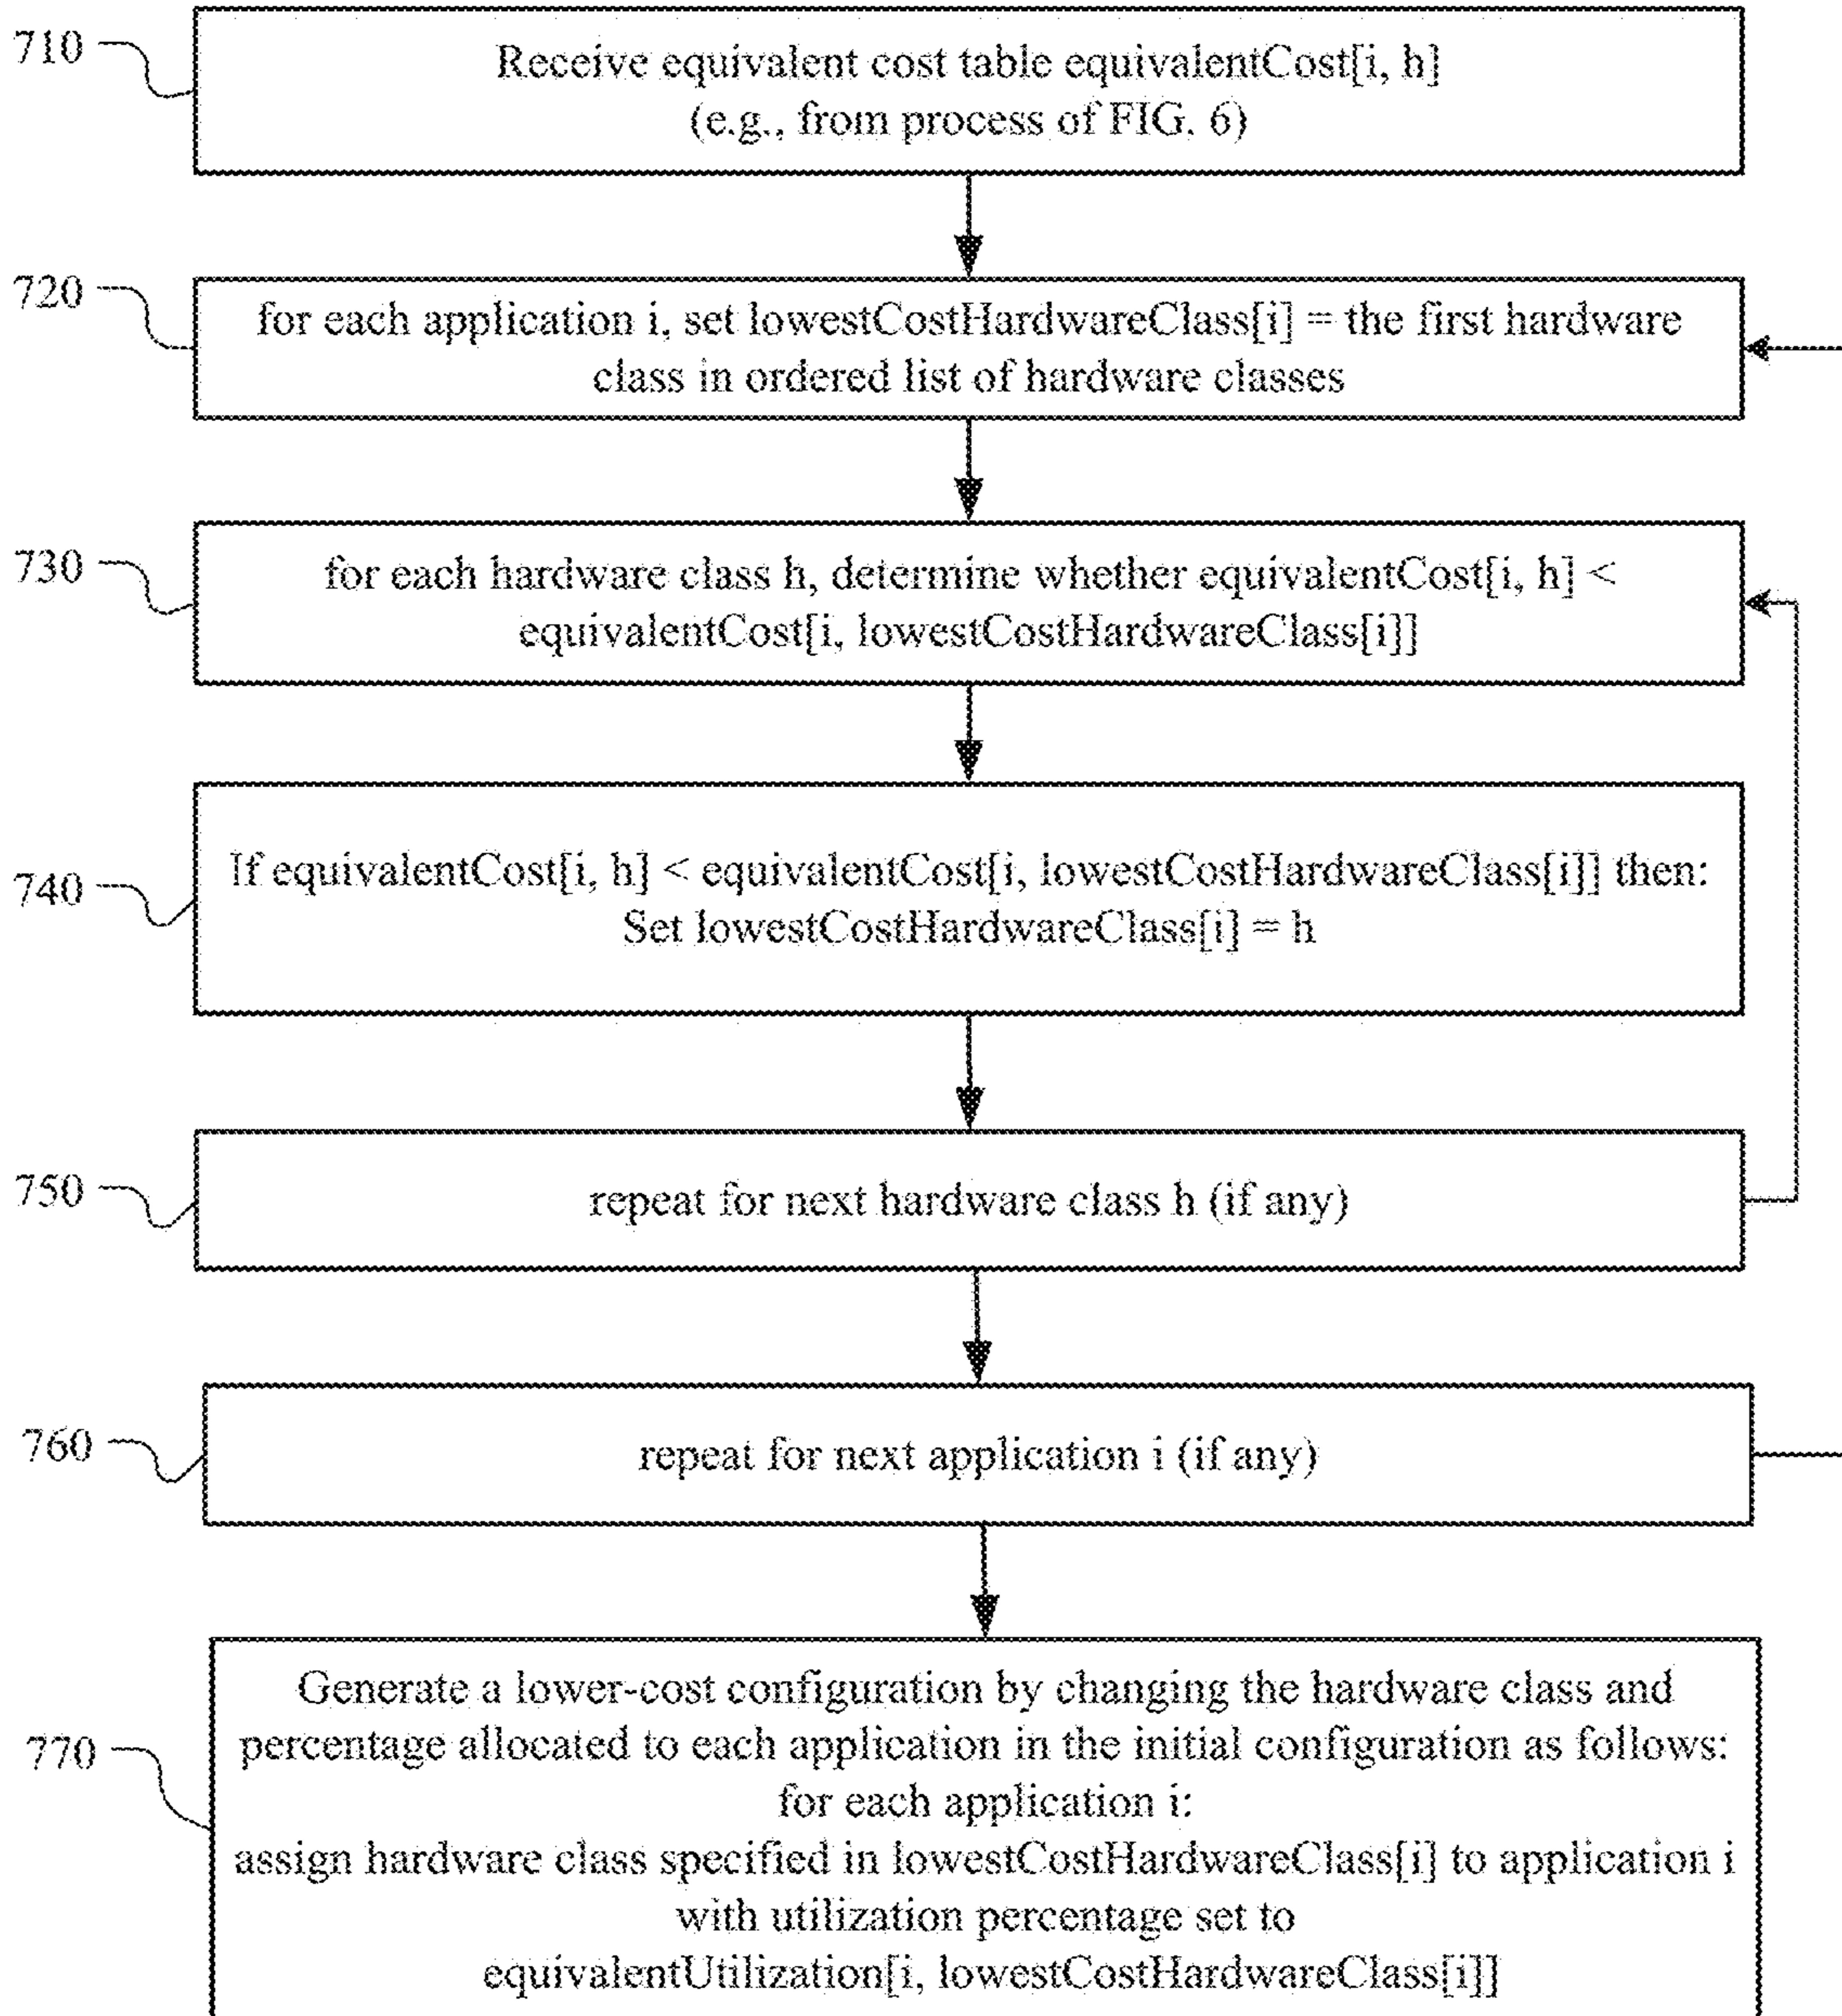 710
Receive equivalent cost table equivalentCost[i, h]
(e.g., from process of FIG. 6)
720
for each application i, set lowestCostHardwareClass[i] = the first hardware
class in ordered list of hardware classes
730
for each hardware class h, determine whether equivalentCost[i, h] <
equivalentCost[i, lowestCostHardwareClass[i]]
740
If equivalentCost[i, h] < equivalentCost[i, lowestCostHardwareClass[i]] then:
Set lowestCostHardwareClass[i] = h
750
repeat for next hardware class h (if any)
760
repeat for next application i (if any)
770
Generate a lower-cost configuration by changing the hardware class and
percentage allocated to each application in the initial configuration as follows:
for each application i:
assign hardware class specified in lowestCostHardwareClass[i] to application i
with utilization percentage set to
equivalentUtilization[i, lowestCostHardwareClass[i]]